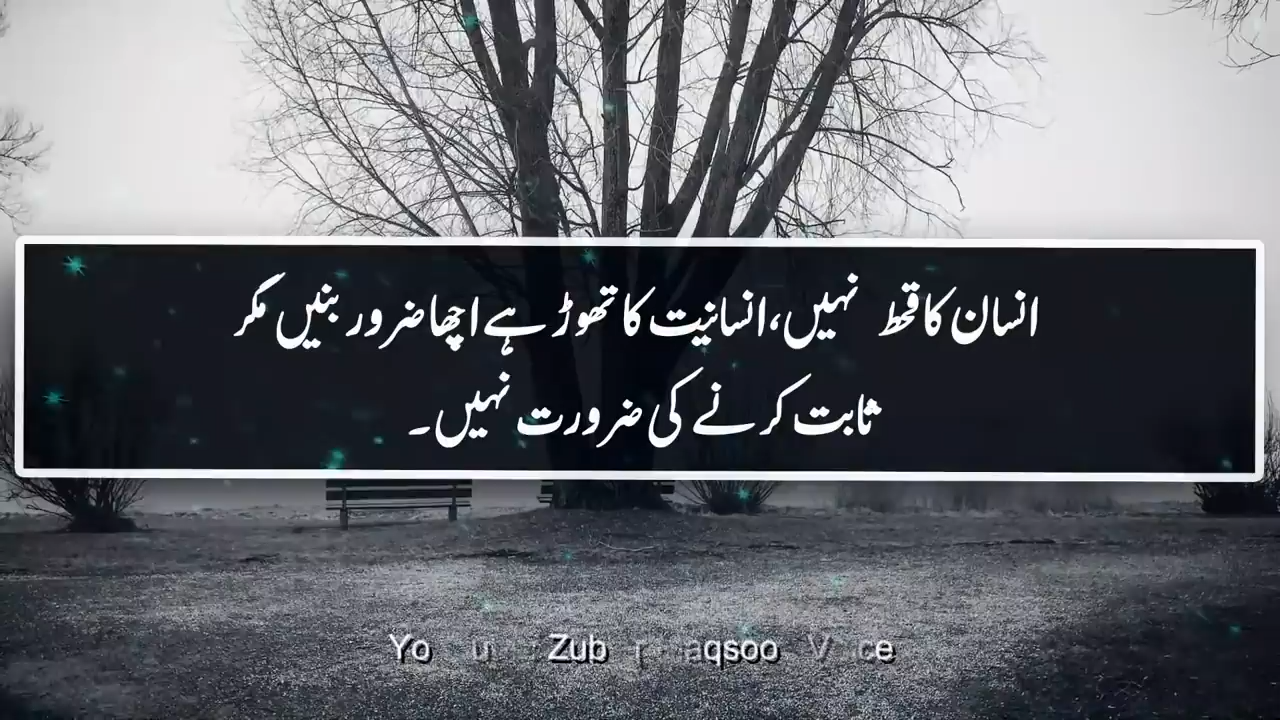 انسان کا قحط نہیں، انسانیت کا تھوڑ ہے اچھا ضرور بنیں مگر
ثابت کرنے کی ضرورت نہیں۔